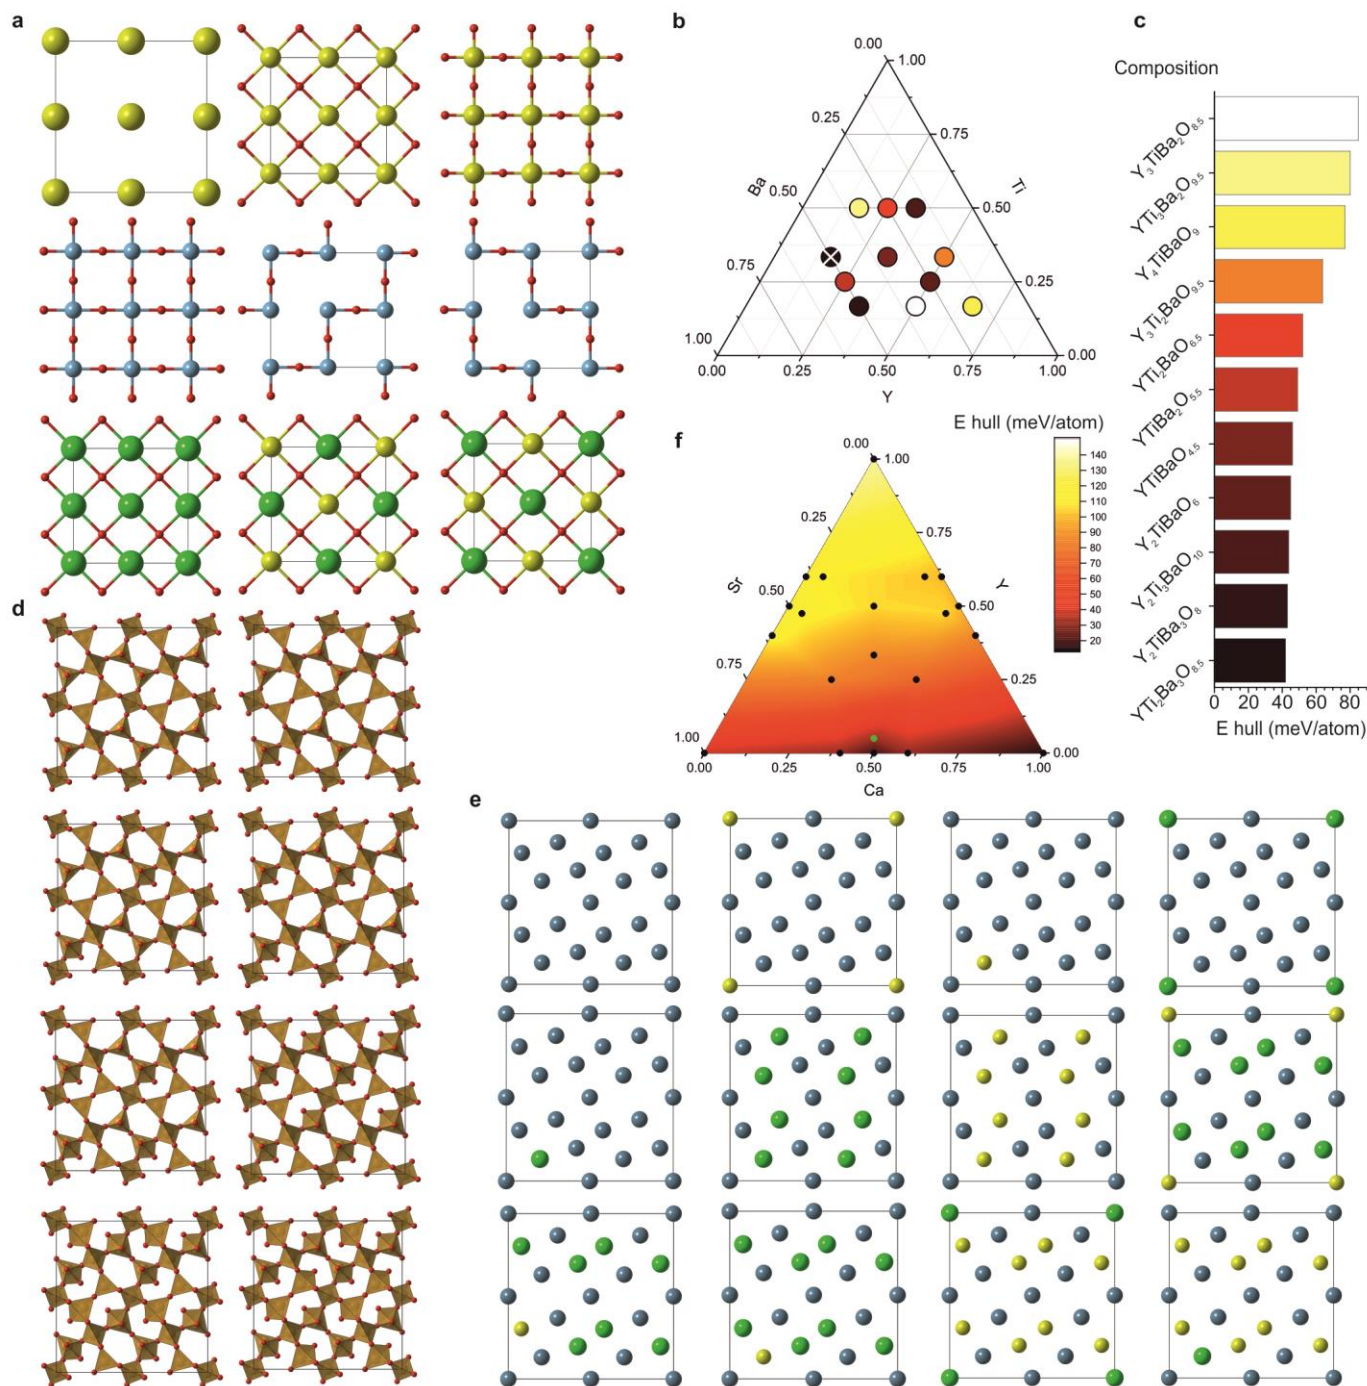 a
b
c
0.00
1.00
Composition
0.25
0.75
Ba
Ti
0.50
0.50
0.75
0.25
1.00
0.00
0.00
0.25
0.50
0.75
1.00
Y
Y₃TiBa₂O₈.₅
YTi₃Ba₂O₉.₅
Y₄TiBaO₉
Y₃Ti₂BaO₉.₅
YTi₂BaO₆.₅
YTiBa₂O₅.₅
YTiBaO₄.₅
Y₂TiBaO₆
Y₂Ti₃BaO₁₀
Y₂TiBa₃O₈
YTi₂Ba₃O₈.₅
0
20
40
60
80
E hull (meV/atom)
E hull (meV/atom)
140
130
120
110
100
90
80
70
60
50
40
30
20
f
0.00
1.00
0.25
0.75
Sr
Y
0.50
0.50
0.75
0.25
1.00
0.00
0.00
0.25
0.50
0.75
1.00
Ca
d
e